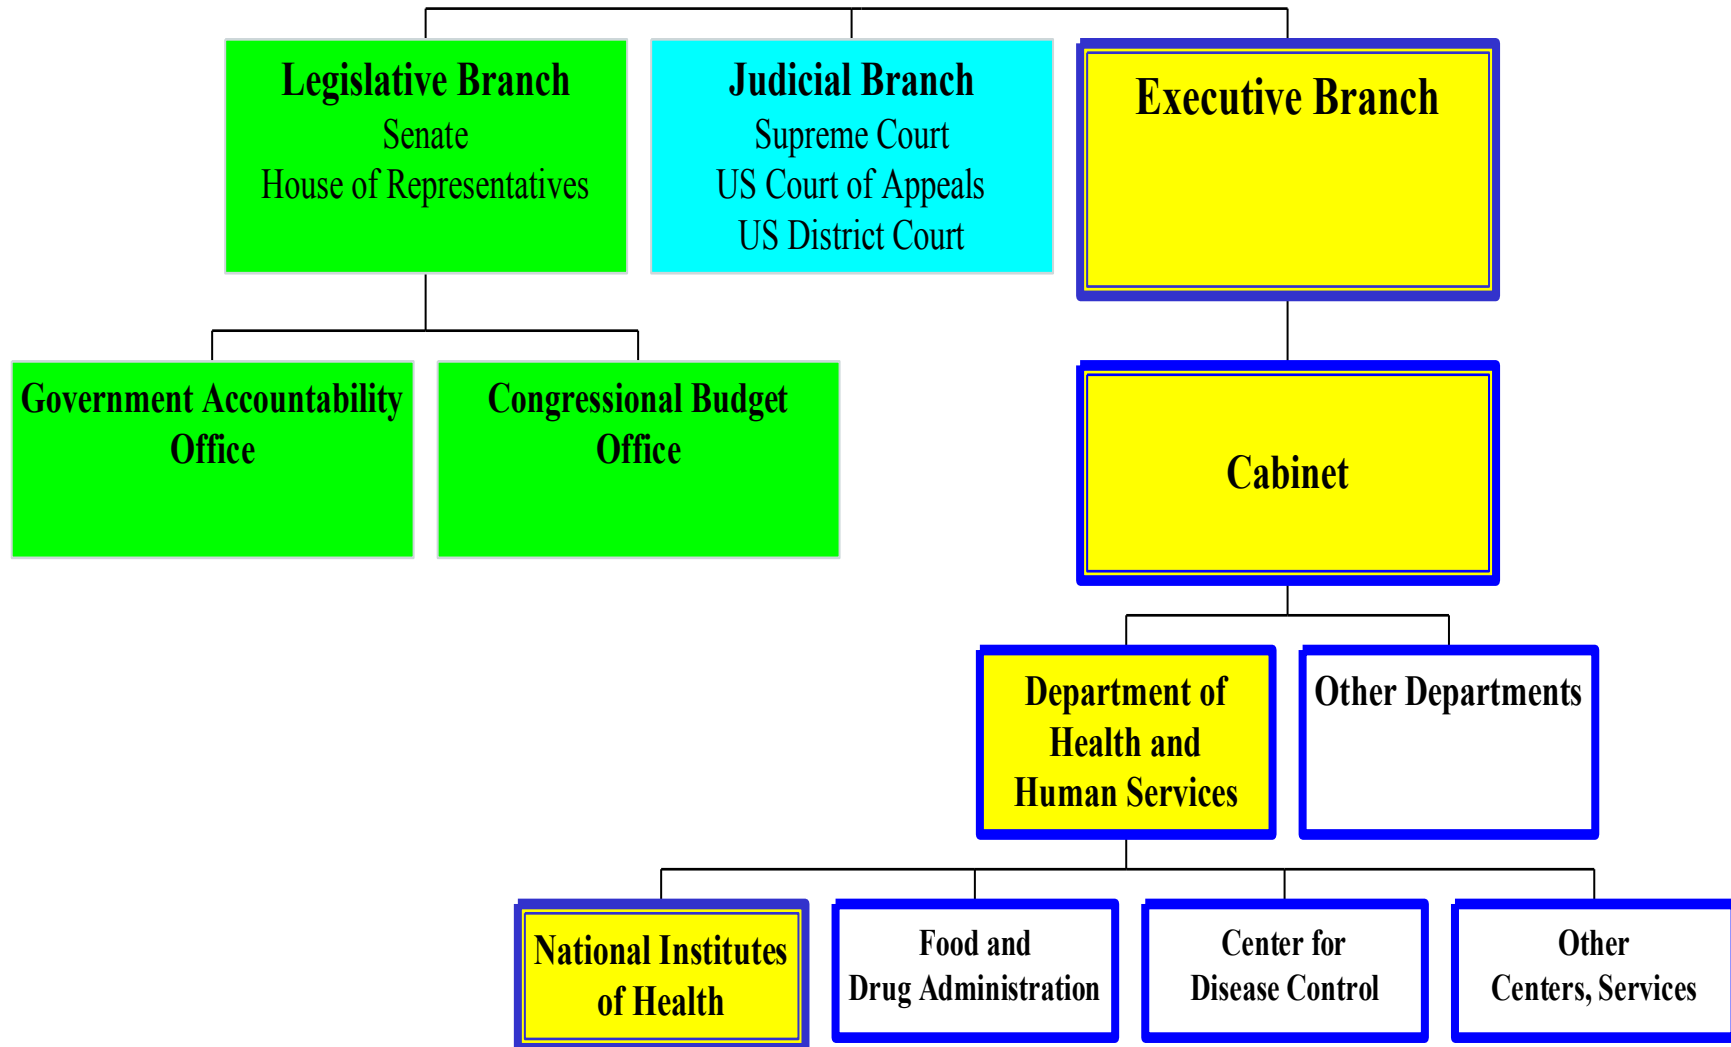 Legislative Branch
Senate
House of Representatives
Judicial Branch
Supreme Court
US Court of Appeals
US District Court
Executive Branch
Government Accountability
Office
Congressional Budget
Office
Cabinet
Department of
Health and
Human Services
Other Departments
National Institutes
of Health
Food and
Drug Administration
Center for
Disease Control
Other
Centers, Services